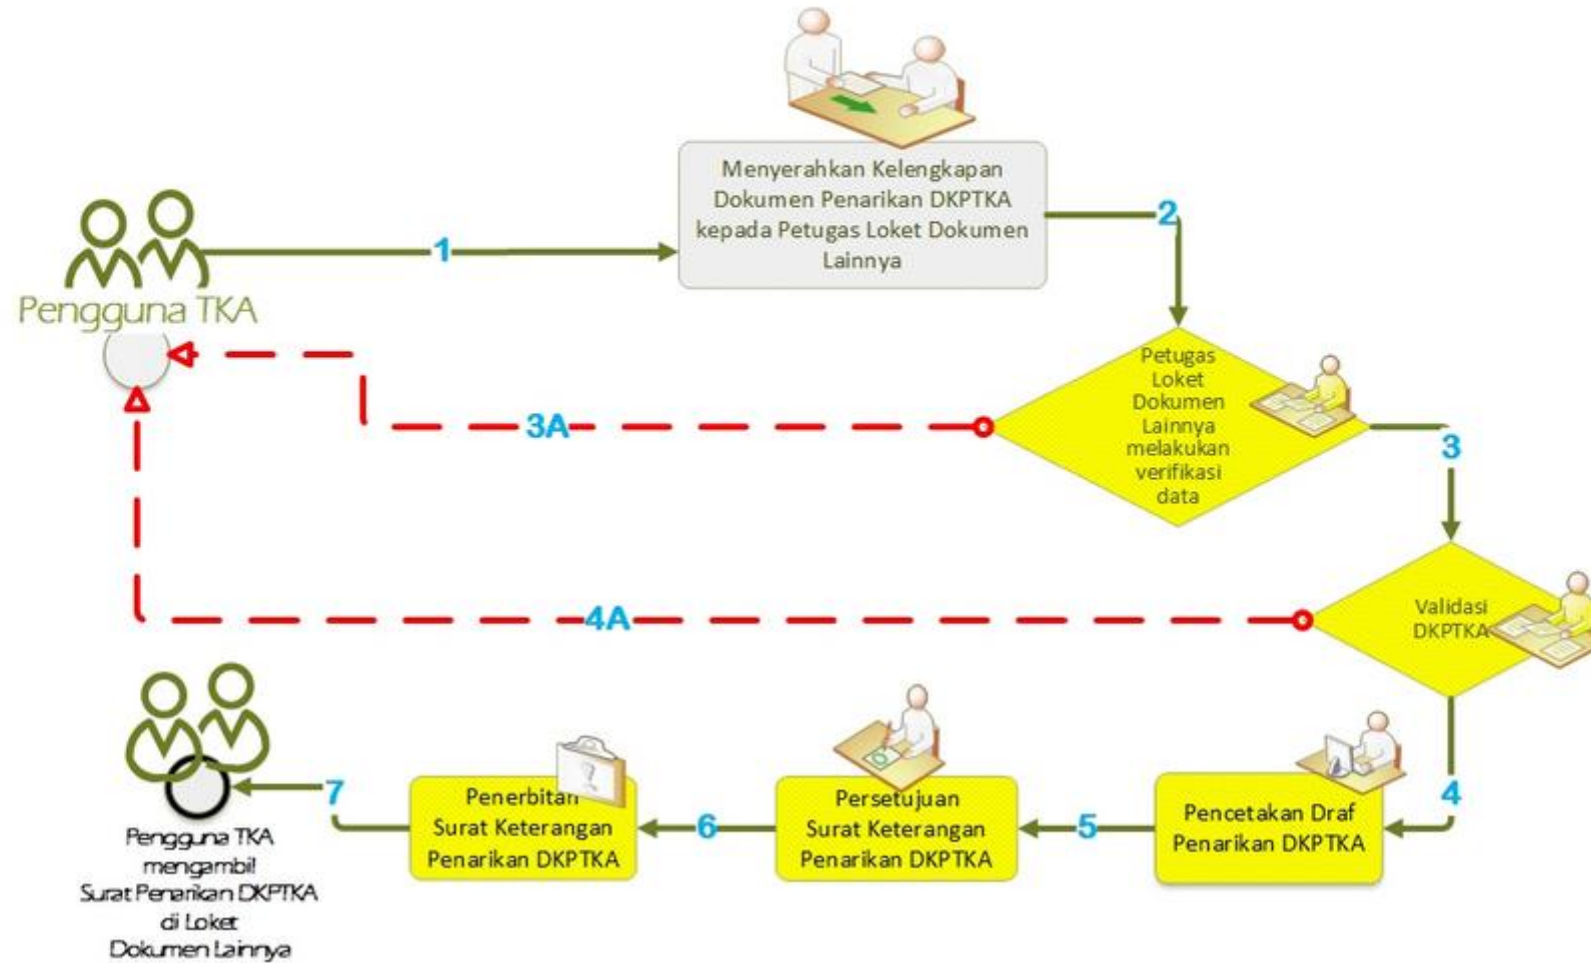 Menyerahkan Kelengkapan
Dokumen Penarikan DKPTKA
kepada Petugas Loket Dokumen
Lainnya
1
2
Pengguna TKA
Petugas
Loket
Dokumen
Lainnya
melakukan
verifikasi
data
3A
3
4A
Validasi
DKPTKA
4
Pencetakan Draf
Penarikan DKPTKA
5
Persetujuan
Surat Keterangan
Penarikan DKPTKA
6
Penerbitan
Surat Keterangan
Penarikan DKPTKA
7
Pengguna TKA
mengambil
Surat Penarikan DKPTKA
di Loket
Dokumen Lainnya